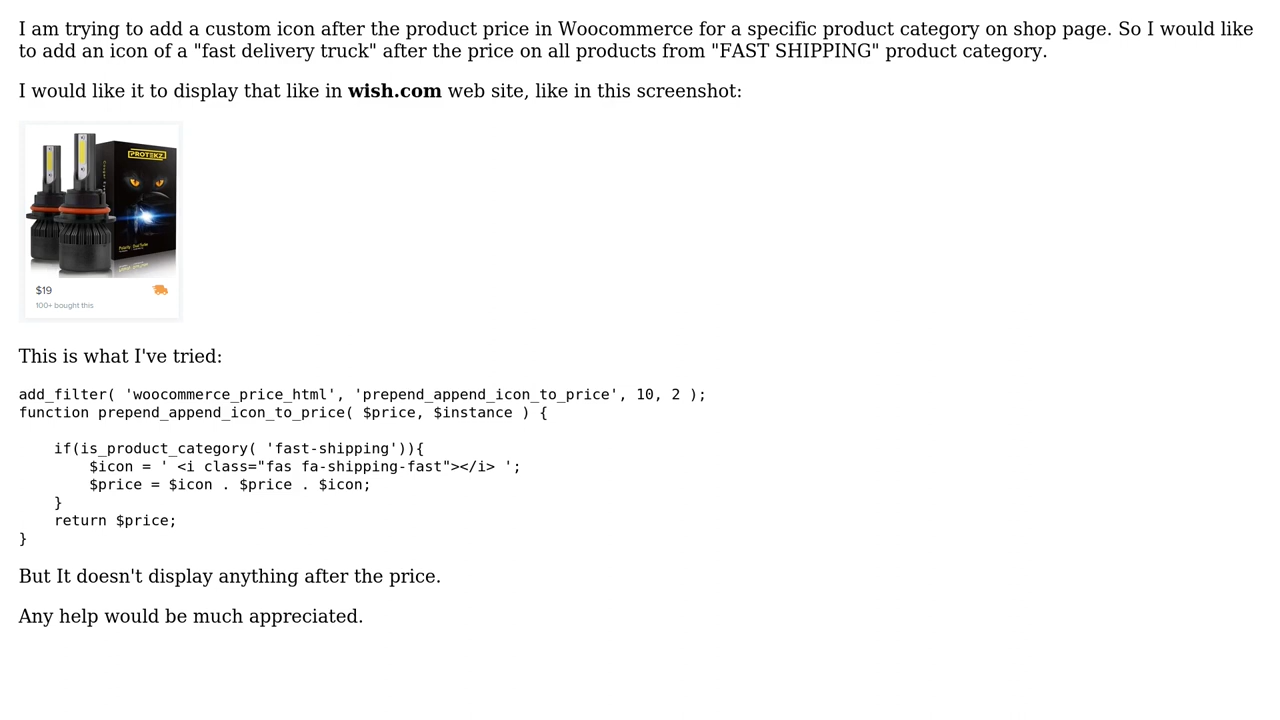 I am trying to add a custom icon after the product price in Woocommerce for a specific product category on shop page. So I would like
to add an icon of a "fast delivery truck" after the price on all products from "FAST SHIPPING" product category.
I would like it to display that like in wish.com web site, like in this screenshot:
PROTEKZ
$19
100+ bought this
This is what I've tried:
add_filter( 'woocommerce_price_html', 'prepend_append_icon_to_price', 10, 2 );
function prepend_append_icon_to_price( $price, $instance ) {
    if(is_product_category( 'fast-shipping')){
        $icon = ' <i class="fas fa-shipping-fast"></i> ';
        $price = $icon . $price . $icon;
    }
    return $price;
}
But It doesn't display anything after the price.
Any help would be much appreciated.